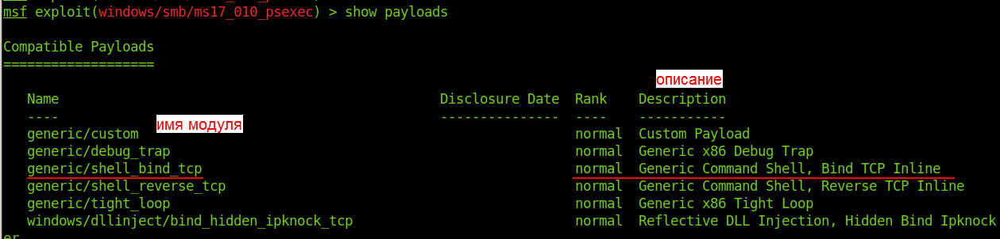 msf exploit(windows/smb/ms17_010_psexec) > show payloads
Compatible Payloads
===================
описание
Name Disclosure Date Rank Description
---- --------------- ---- -----------
имя модуля
generic/custom normal Custom Payload
generic/debug_trap normal Generic x86 Debug Trap
generic/shell_bind_tcp normal Generic Command Shell, Bind TCP Inline
generic/shell_reverse_tcp normal Generic Command Shell, Reverse TCP Inline
generic/tight_loop normal Generic x86 Tight Loop
windows/dllinject/bind_hidden_ipknock_tcp normal Reflective DLL Injection, Hidden Bind Ipknock
er